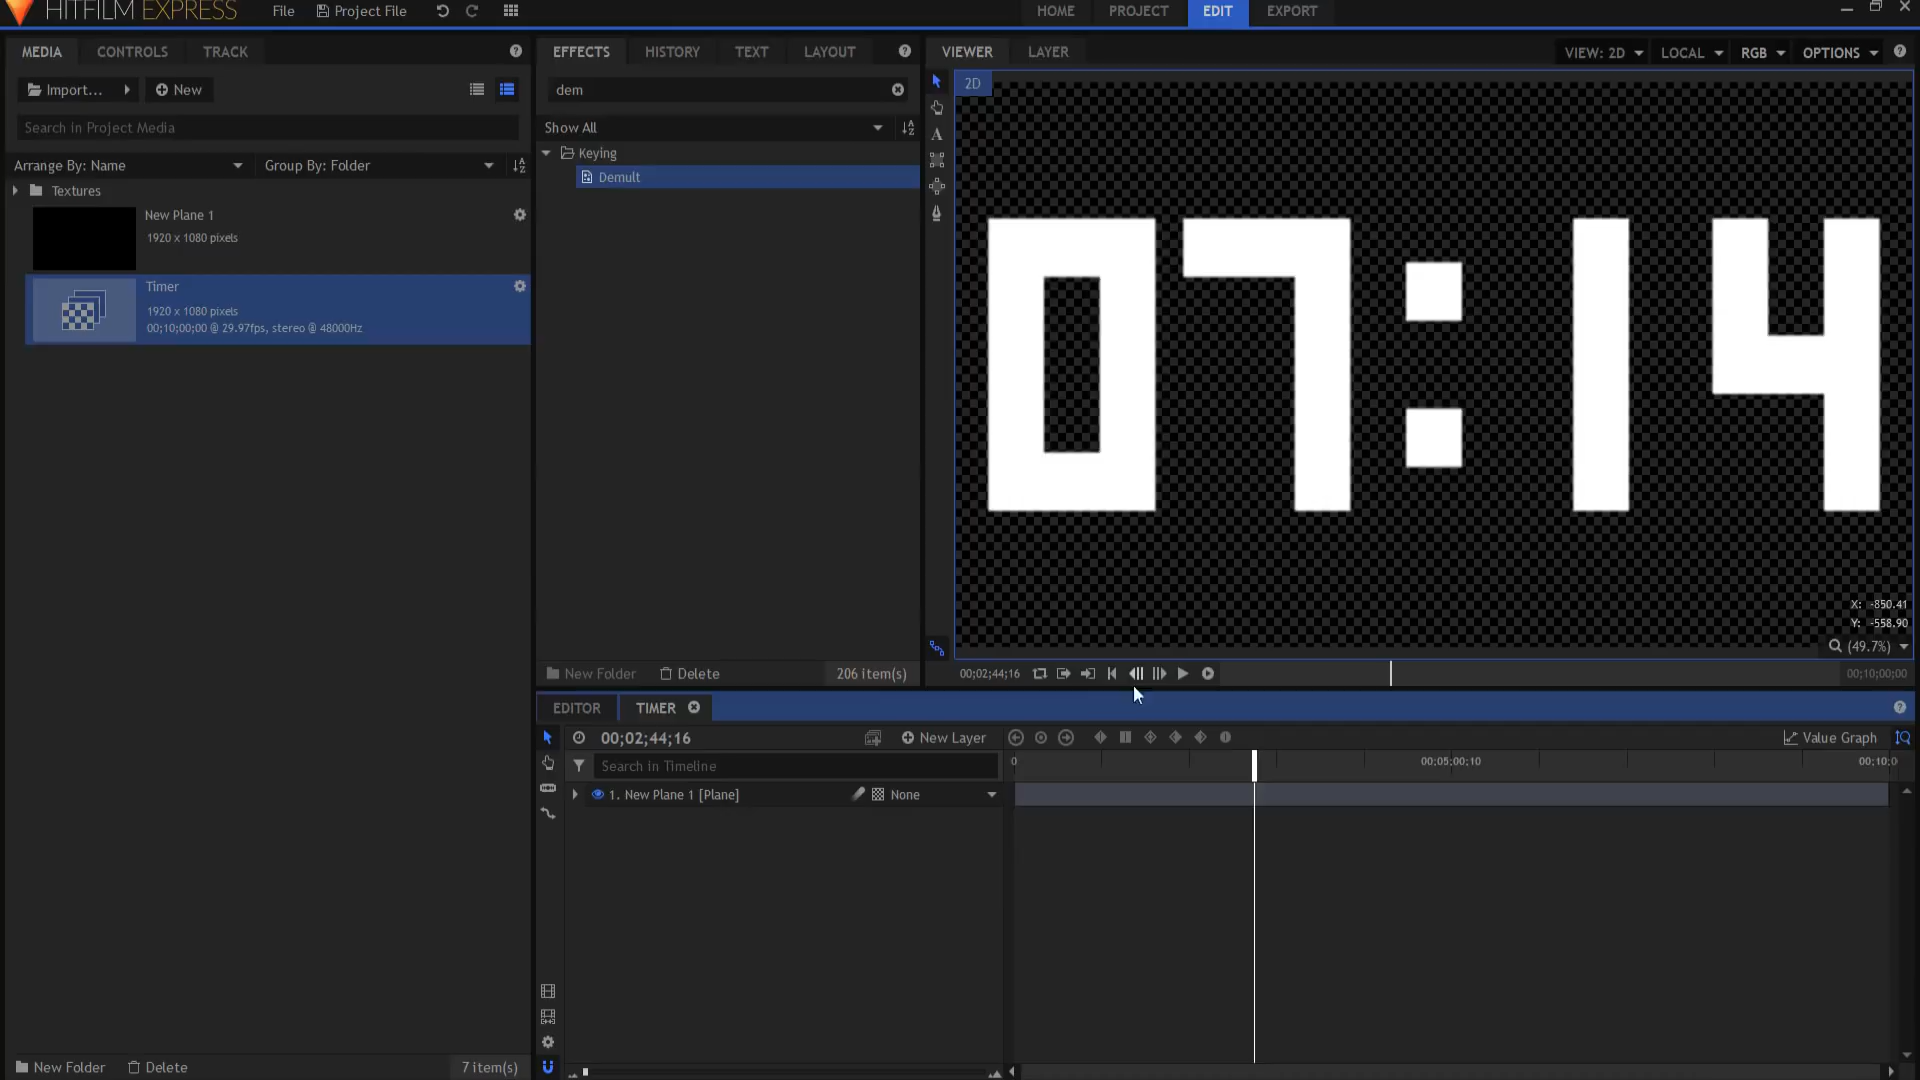 HITFILM EXPRESS
File
Project File
HOME
PROJECT
EDIT
EXPORT
MEDIA
CONTROLS
TRACK
Import...
New
Search in Project Media
Arrange By: Name
Group By: Folder
Textures
New Plane 1
1920 x 1080 pixels
Timer
1920 x 1080 pixels
00;10;00;00 @ 29.97fps, stereo @ 48000Hz
New Folder
Delete
7 item(s)
EFFECTS
HISTORY
TEXT
LAYOUT
dem
Show All
Keying
Demult
New Folder
Delete
206 item(s)
VIEWER
LAYER
VIEW: 2D
LOCAL
RGB
OPTIONS
2D
07:14
X: -850.41
Y: -558.90
(49.7%)
00;02;44;16
00;10;00;00
EDITOR
TIMER
00;02;44;16
New Layer
Value Graph
Search in Timeline
0
00;05;00;10
00;10;0
1. New Plane 1 [Plane]
None